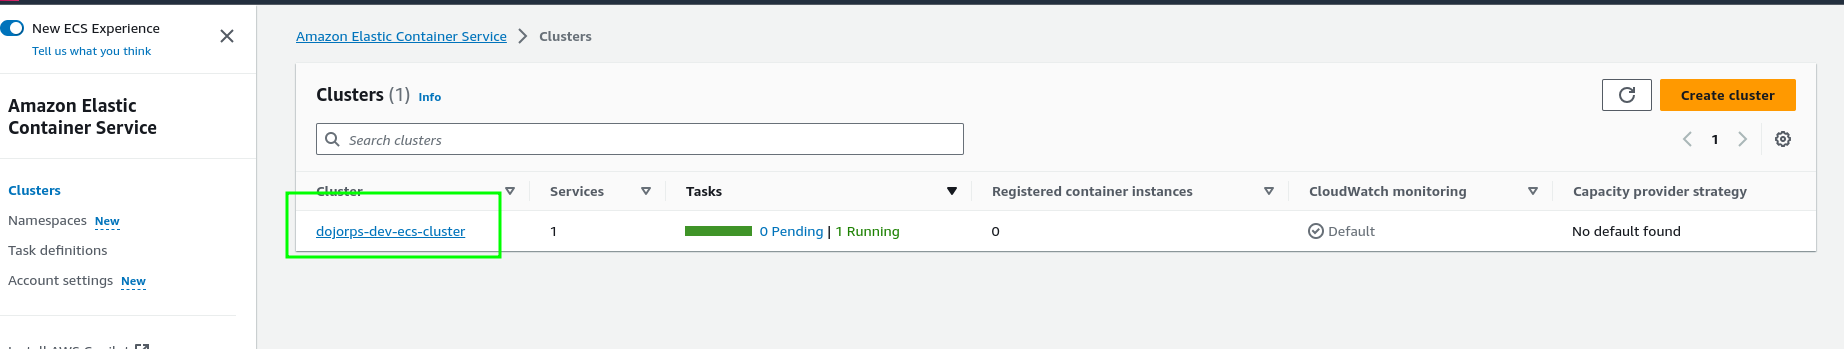 New ECS Experience
Tell us what you think
Amazon Elastic
Container Service
Clusters
Namespaces New
Task definitions
Account settings New
Amazon Elastic Container Service > Clusters
Clusters (1) Info
Create cluster
Search clusters
1
Cluster Services Tasks Registered container instances CloudWatch monitoring Capacity provider strategy
dojorps-dev-ecs-cluster 1 0 Pending | 1 Running 0 Default No default found